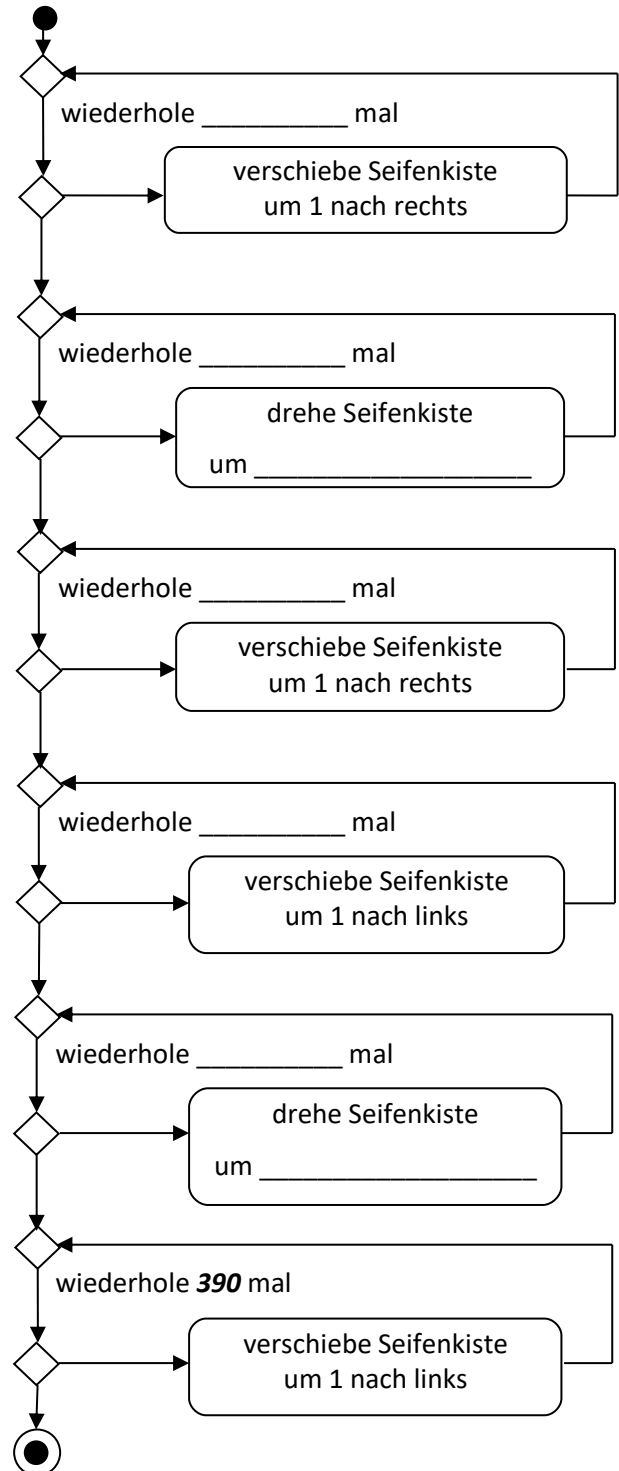 wiederhole __________ mal
verschiebe Seifenkiste
um 1 nach rechts
wiederhole __________ mal
drehe Seifenkiste
um ___________________
wiederhole __________ mal
verschiebe Seifenkiste
um 1 nach rechts
wiederhole __________ mal
verschiebe Seifenkiste
um 1 nach links
wiederhole __________ mal
drehe Seifenkiste
um ___________________
wiederhole 390 mal
verschiebe Seifenkiste
um 1 nach links